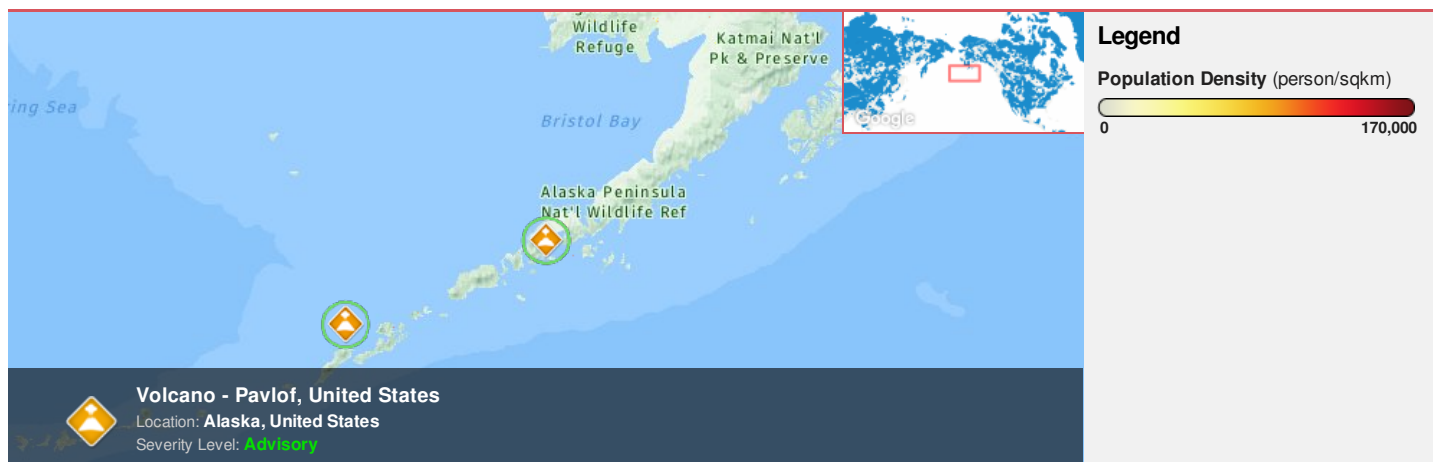 Wildlife
Refuge
Katmai Nat'l
Pk & Preserve
ring Sea
Bristol Bay
Alaska Peninsula
Nat'l Wildlife Ref
Google
Volcano - Pavlof, United States
Location: Alaska, United States
Severity Level: Advisory
Legend
Population Density (person/sqkm)
0
170,000